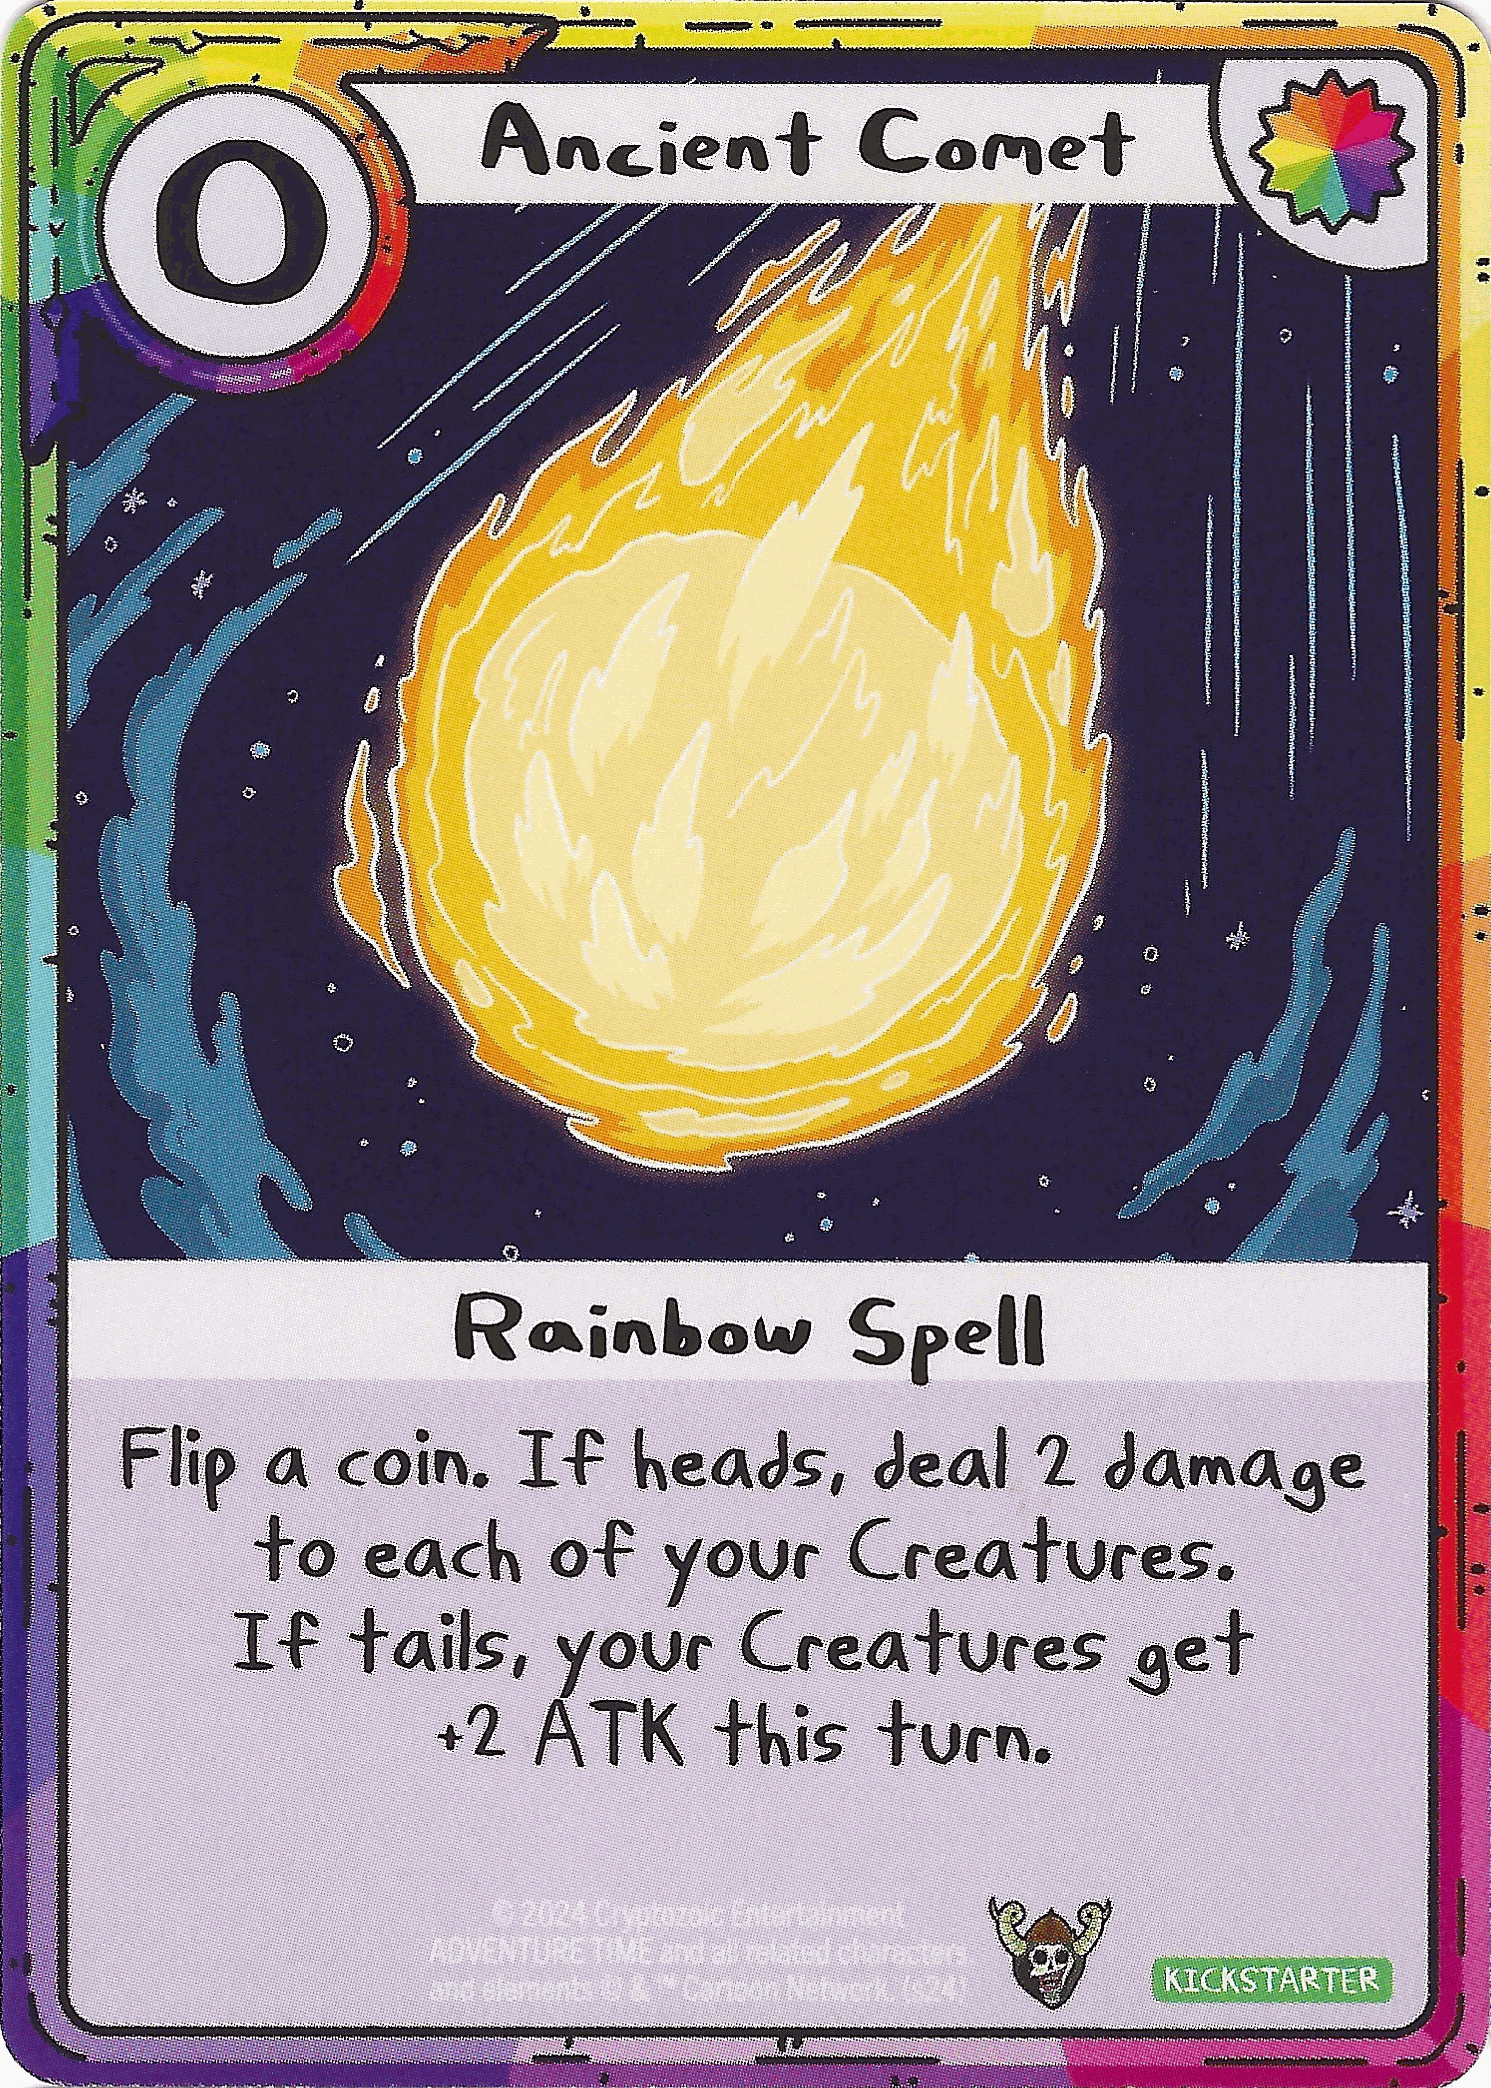 0
Ancient Comet
Rainbow Spell
Flip a coin. If heads, deal 2 damage
to each of your Creatures.
If tails, your Creatures get
+2 ATK this turn.
© 2024 Cryptozoic Entertainment
ADVENTURE TIME and all related characters
and elements © & Cartoon Network. (s24)
KICKSTARTER